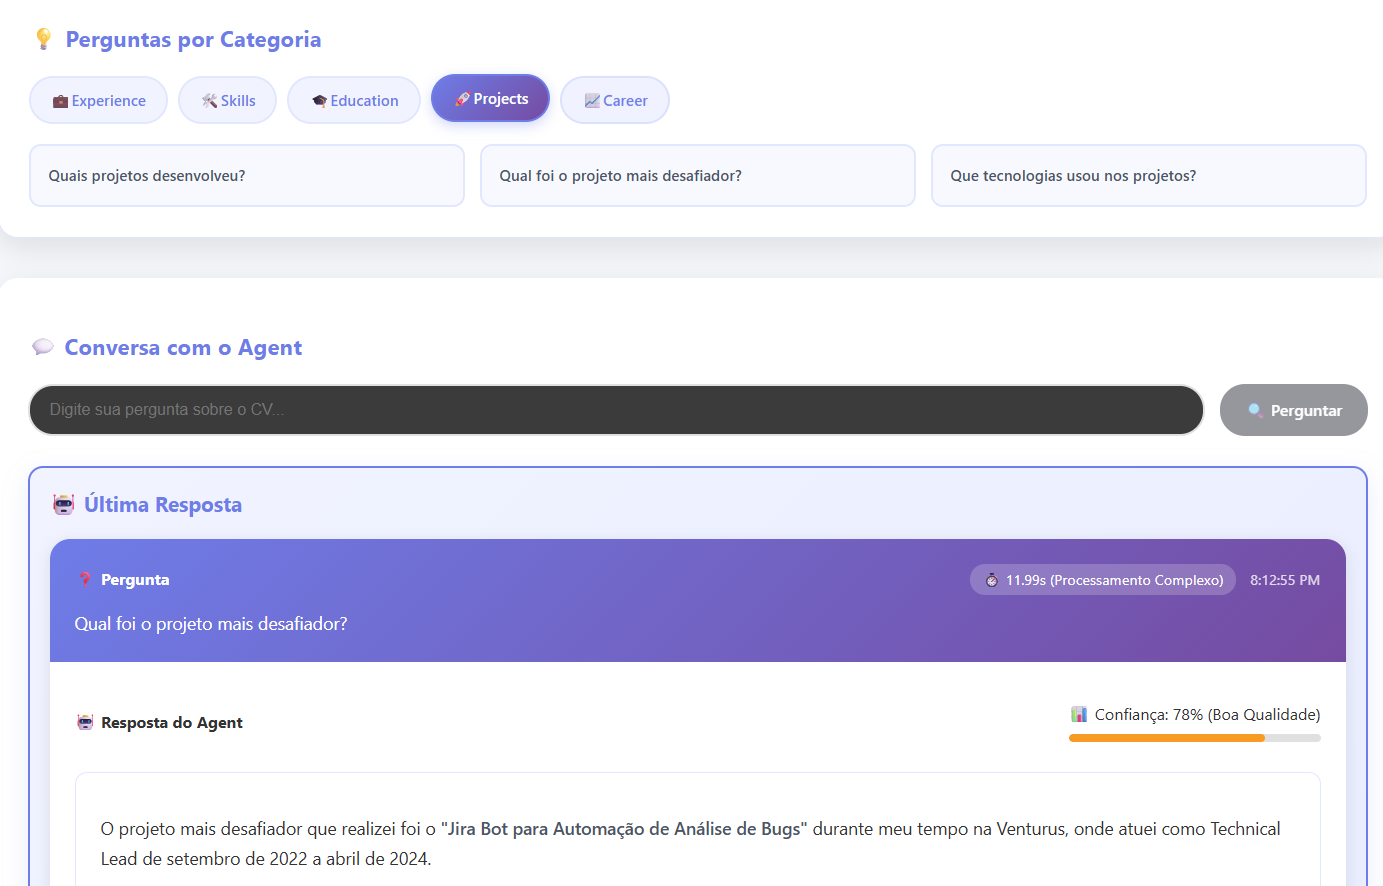 Perguntas por Categoria
Experience
Skills
Education
Projects
Career
Quais projetos desenvolveu?
Qual foi o projeto mais desafiador?
Que tecnologias usou nos projetos?
Conversa com o Agent
Digite sua pergunta sobre o CV...
Perguntar
Última Resposta
Pergunta
11.99s (Processamento Complexo)
8:12:55 PM
Qual foi o projeto mais desafiador?
Resposta do Agent
Confiança: 78% (Boa Qualidade)
O projeto mais desafiador que realizei foi o "Jira Bot para Automação de Análise de Bugs" durante meu tempo na Venturus, onde atuei como Technical
Lead de setembro de 2022 a abril de 2024.